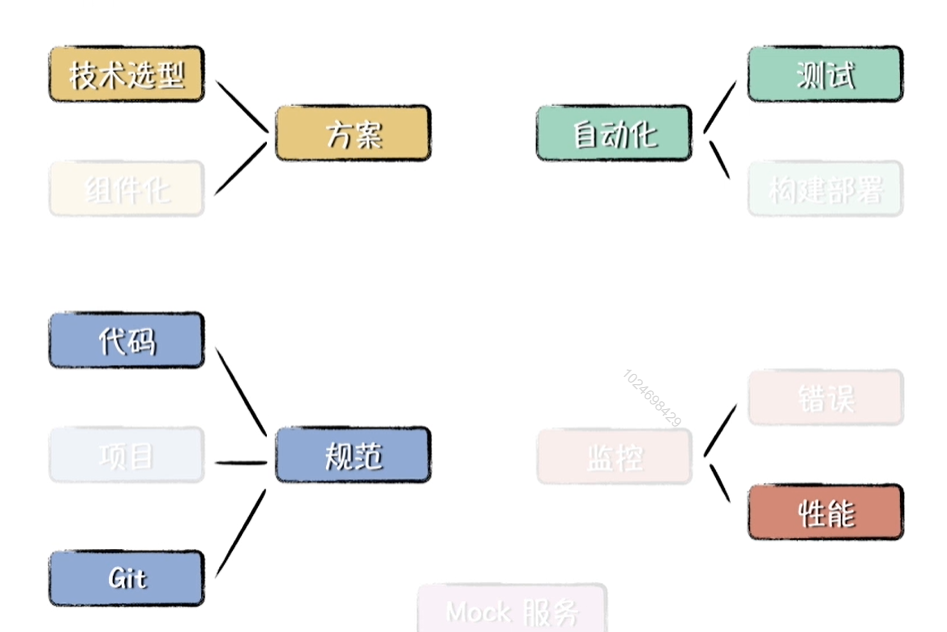 技术选型
方案
组件化
自动化
测试
构建部署
代码
项目
规范
Git
1024698429
监控
错误
性能
Mock 服务